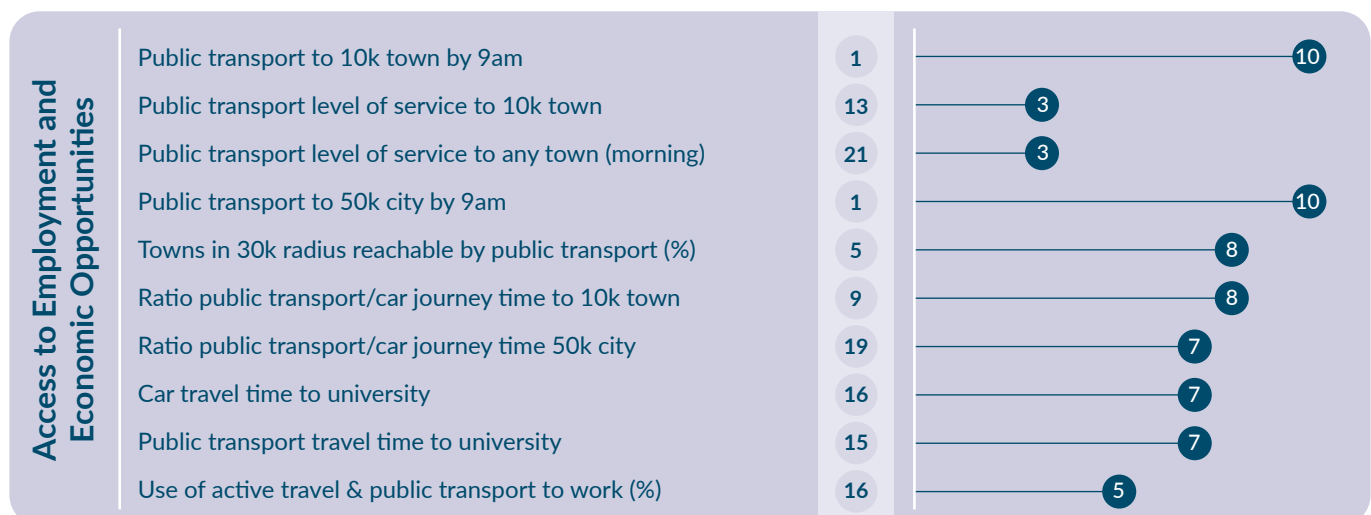 Access to Employment and
Economic Opportunities
Public transport to 10k town by 9am 1 10
Public transport level of service to 10k town 13 3
Public transport level of service to any town (morning) 21 3
Public transport to 50k city by 9am 1 10
Towns in 30k radius reachable by public transport (%) 5 8
Ratio public transport/car journey time to 10k town 9 8
Ratio public transport/car journey time 50k city 19 7
Car travel time to university 16 7
Public transport travel time to university 15 7
Use of active travel & public transport to work (%) 16 5